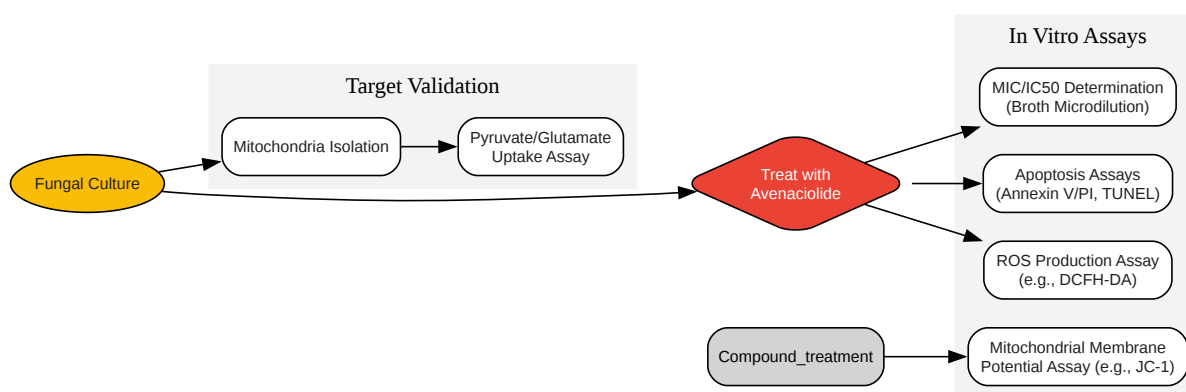 In Vitro Assays
Target Validation
MIC/IC50 Determination
(Broth Microdilution)
Mitochondria Isolation
Pyruvate/Glutamate
Uptake Assay
Fungal Culture
Treat with
Avenaciolide
Apoptosis Assays
(Annexin V/PI, TUNEL)
ROS Production Assay
(e.g., DCFH-DA)
Compound_treatment
Mitochondrial Membrane
Potential Assay (e.g., JC-1)